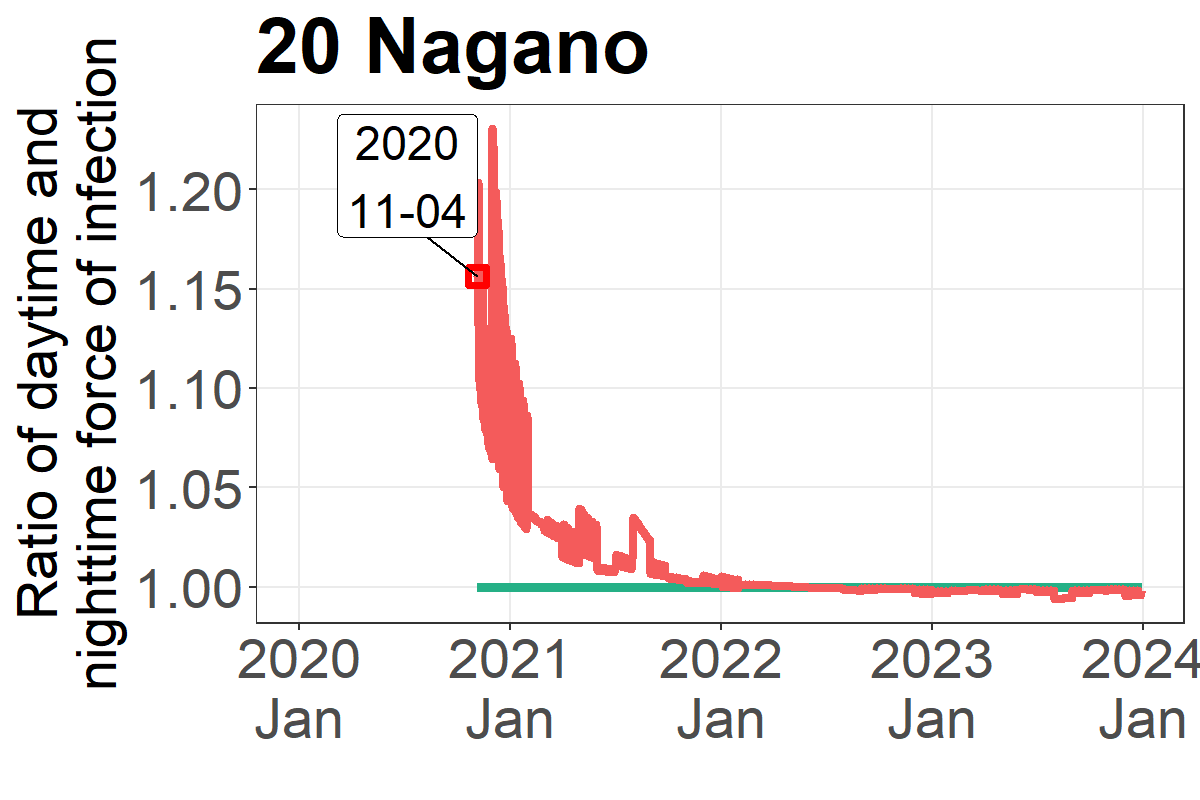 20 Nagano
Ratio of daytime and
nighttime force of infection
2020
11-04
1.20
1.15
1.10
1.05
1.00
2020
Jan
2021
Jan
2022
Jan
2023
Jan
2024
Jan